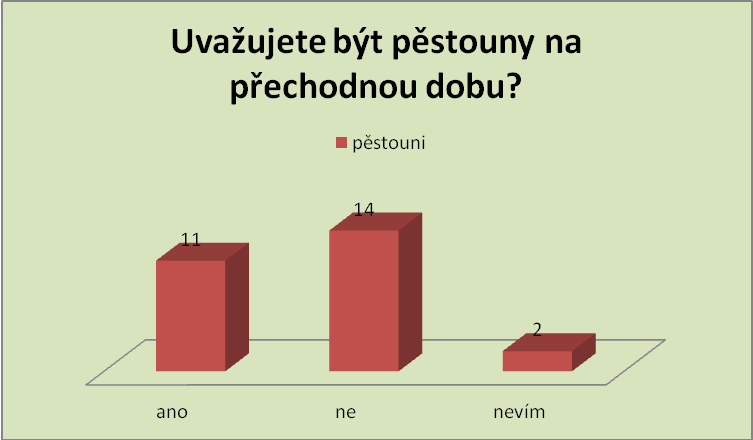 Uvažujete být pěstouny na
přechodnou dobu?
pěstouni
11
14
2
ano
ne
nevím